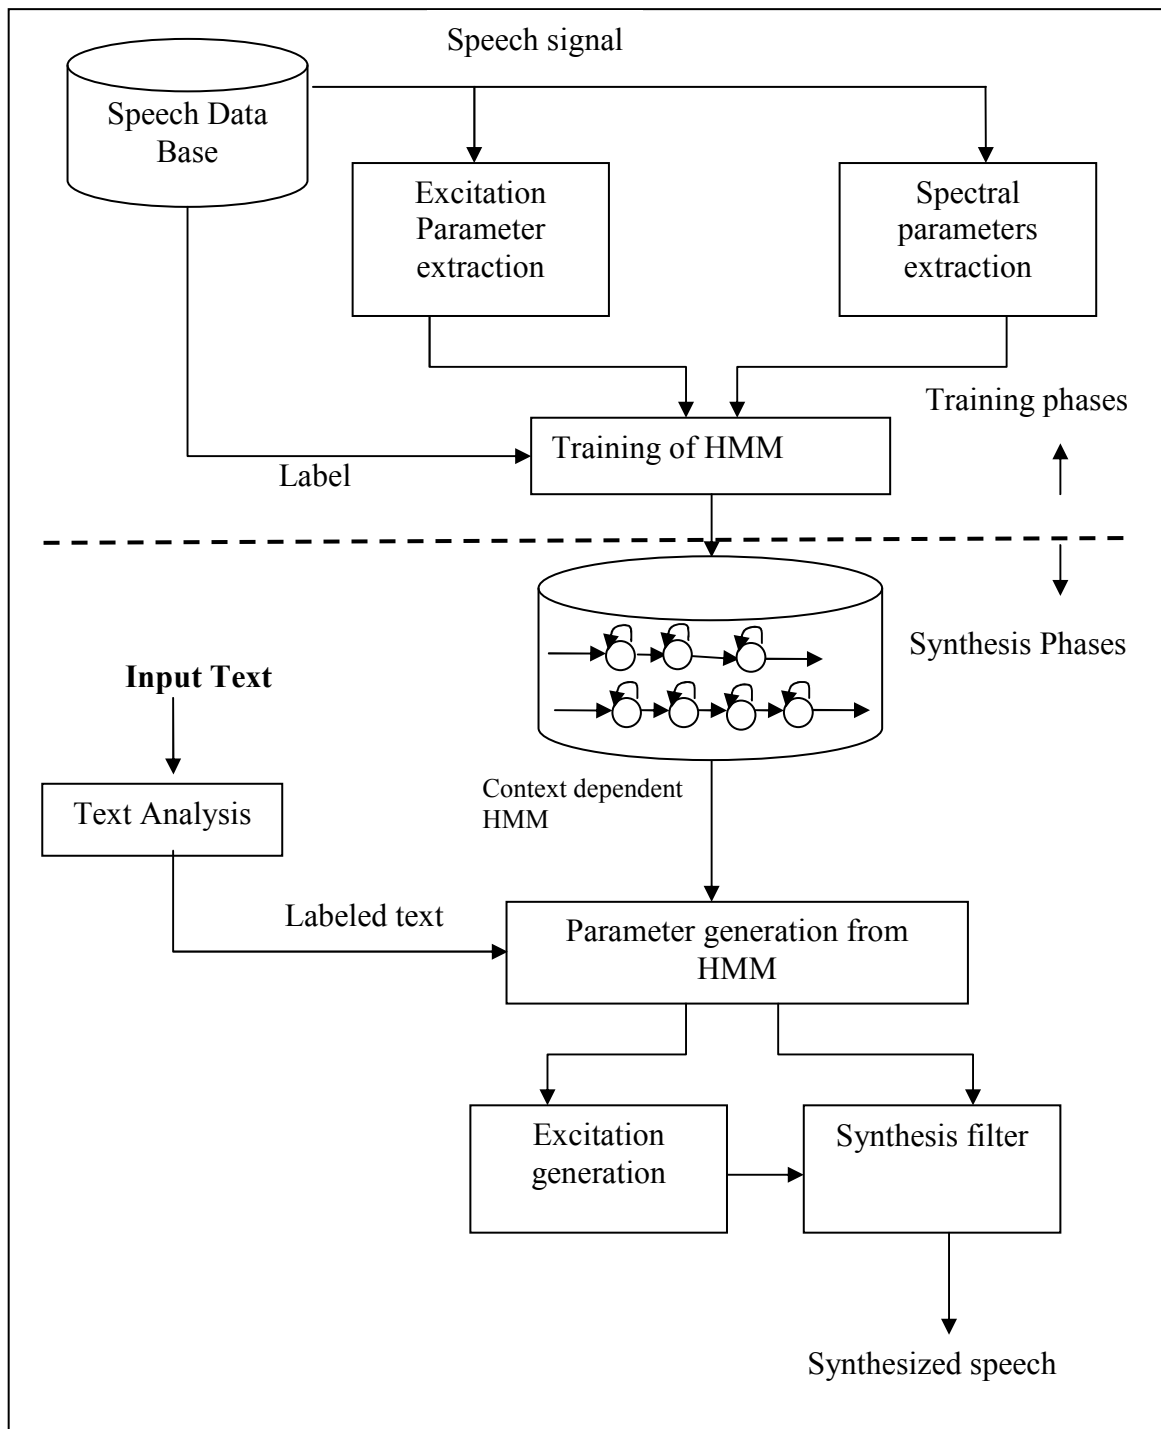 Speech signal
Speech Data
Base
Excitation
Parameter
extraction
Spectral
parameters
extraction
Training phases
Training of HMM
Label
Synthesis Phases
Input Text
Context dependent
HMM
Text Analysis
Labeled text
Parameter generation from
HMM
Excitation
generation
Synthesis filter
Synthesized speech